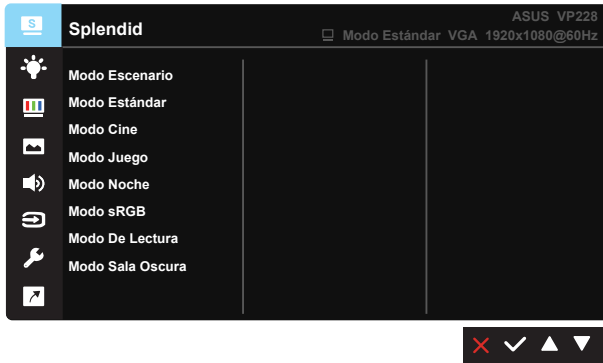 S
Splendid
ASUS VP228
Modo Estándar VGA 1920x1080@60Hz
Modo Escenario
Modo Estándar
Modo Cine
Modo Juego
Modo Noche
Modo sRGB
Modo De Lectura
Modo Sala Oscura